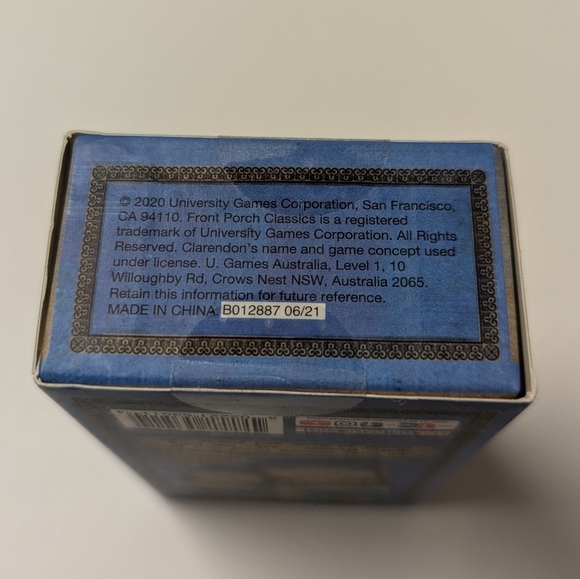 © 2020 University Games Corporation, San Francisco,
CA 94110. Front Porch Classics is a registered
trademark of University Games Corporation. All Rights
Reserved. Clarendon's name and game concept used
under license. U. Games Australia, Level 1, 10
Willoughby Rd, Crows Nest NSW, Australia 2065.
Retain this information for future reference.
MADE IN CHINA. B012887 06/21